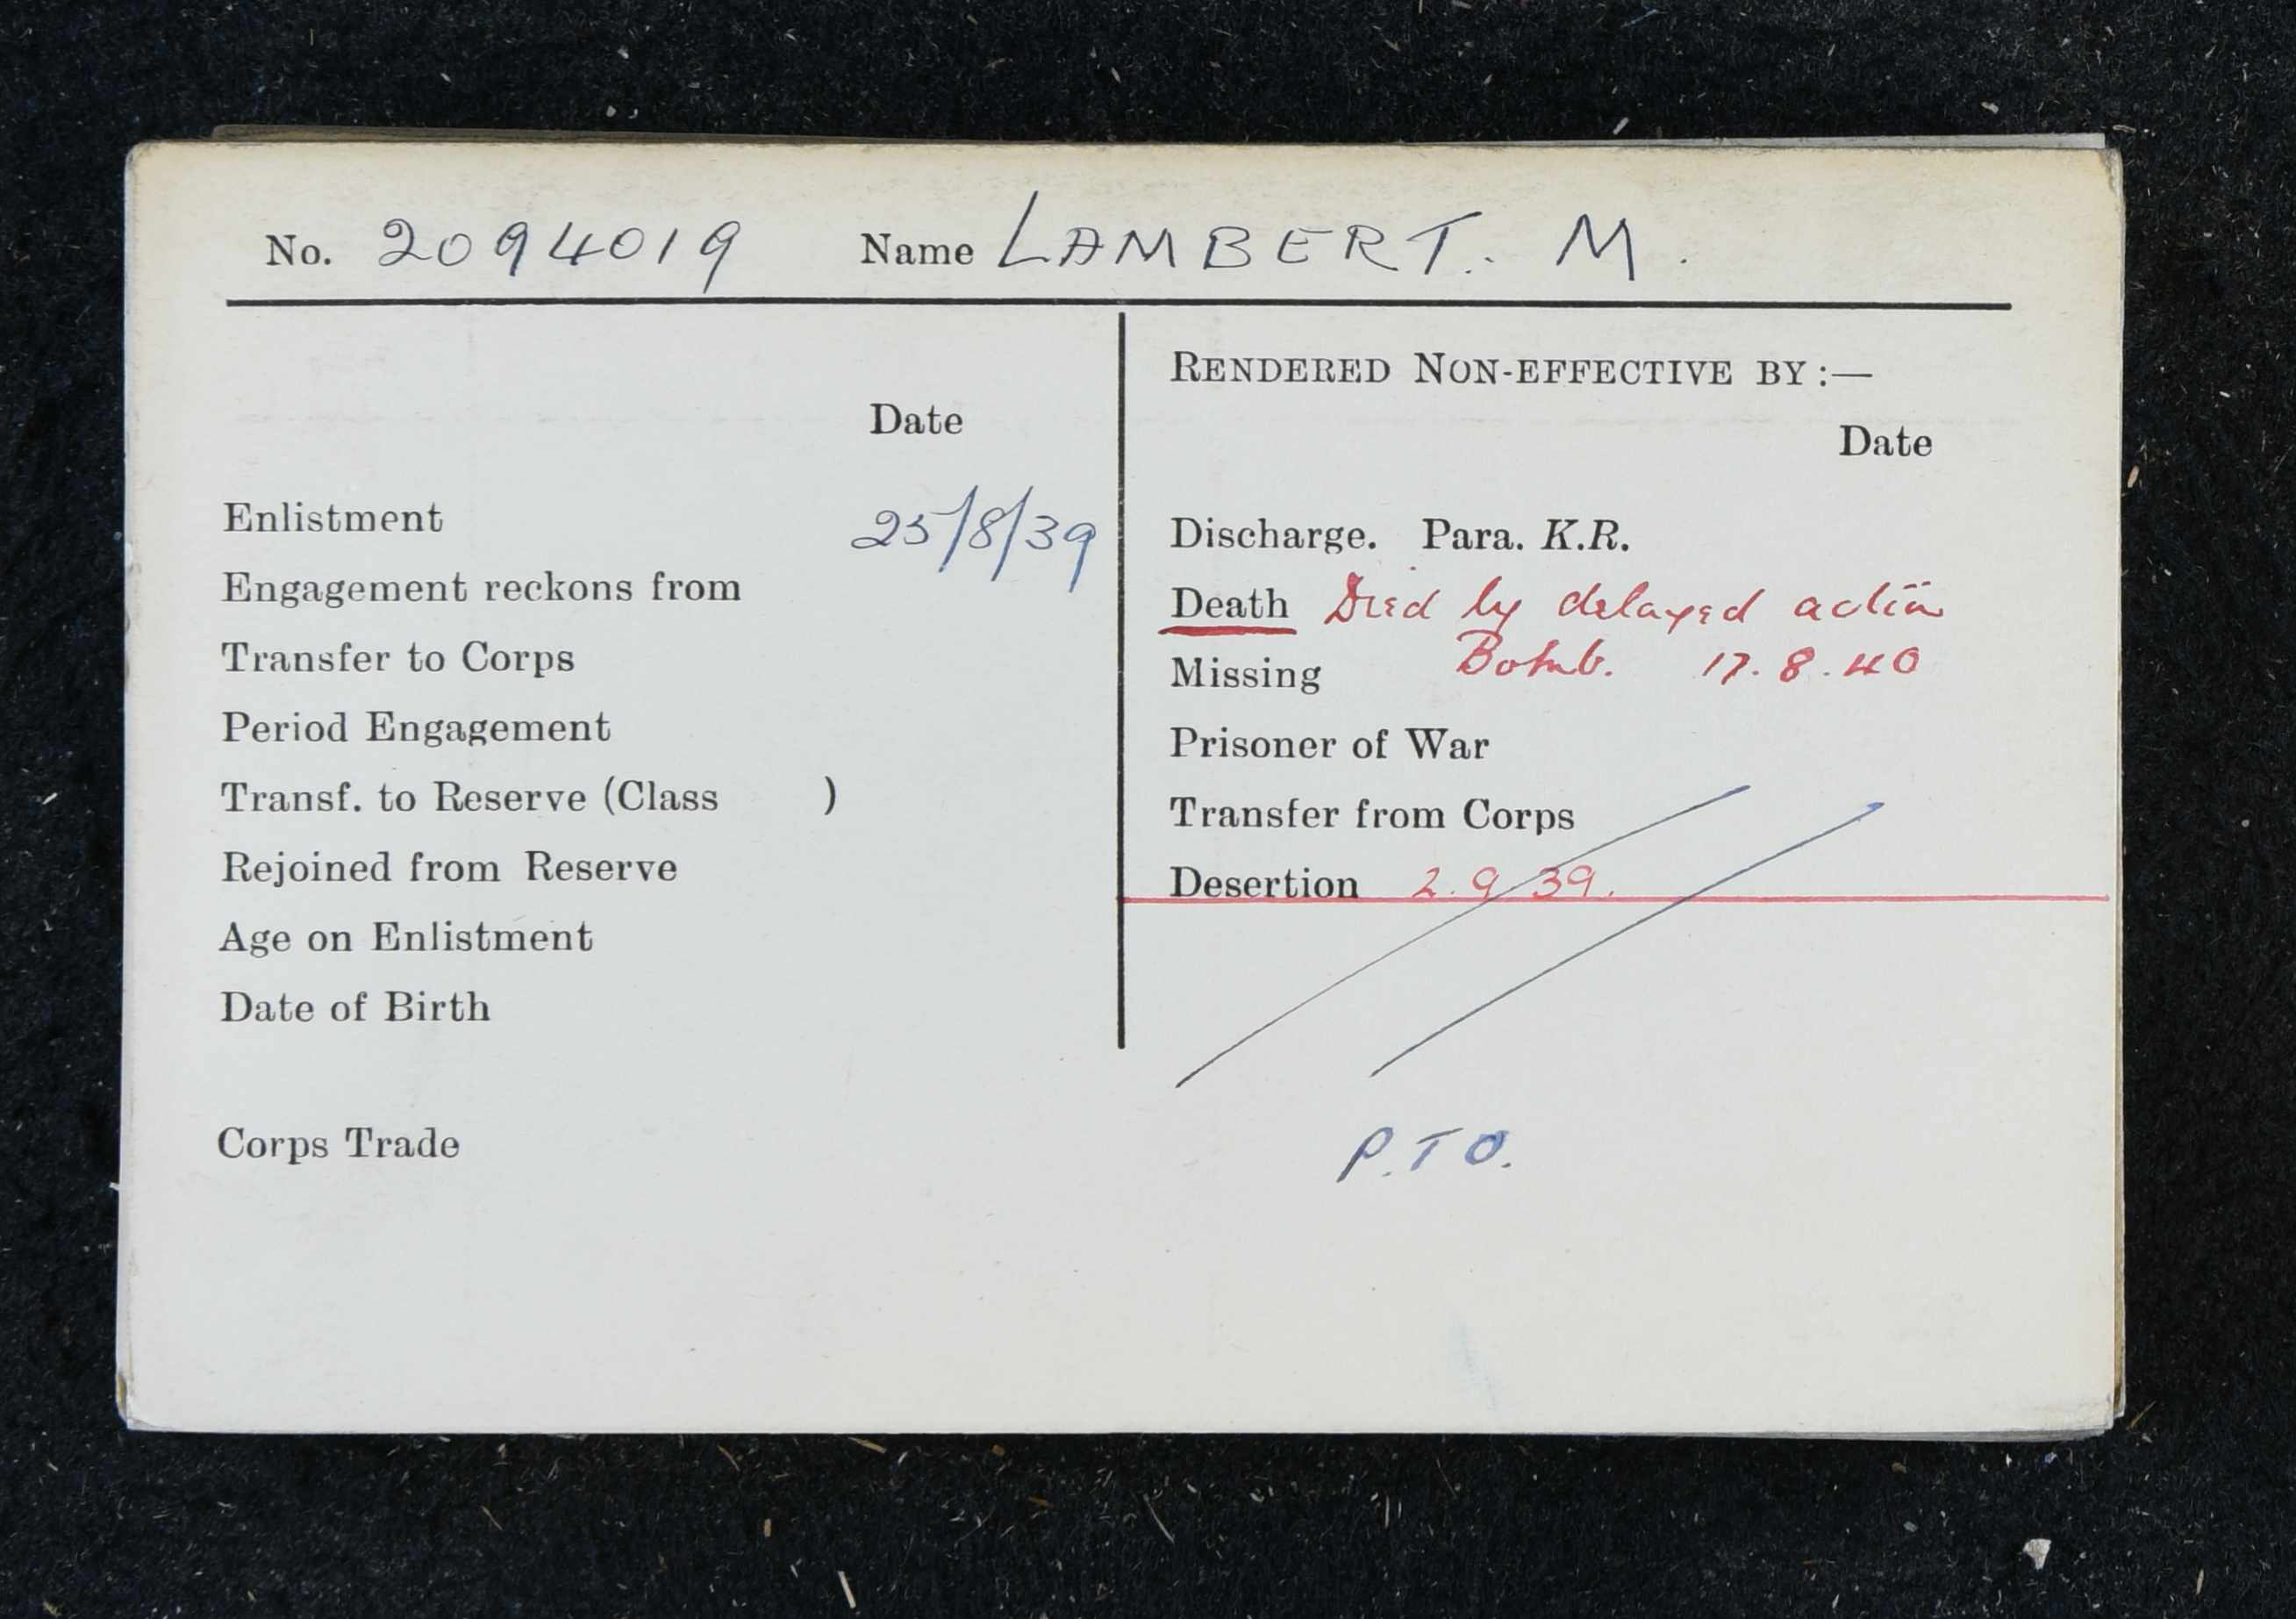 No. 2094019 Name LAMBERT. M.
Date
Enlistment 25/8/39
Engagement reckons from
Transfer to Corps
Period Engagement
Transf. to Reserve (Class )
Rejoined from Reserve
Age on Enlistment
Date of Birth
Corps Trade
RENDERED NON-EFFECTIVE BY :—
Date
Discharge. Para. K.R.
Death Died by delayed action
Bomb. 17.8.40
Missing
Prisoner of War
Transfer from Corps
Desertion 2.9.39.
P.T.O.